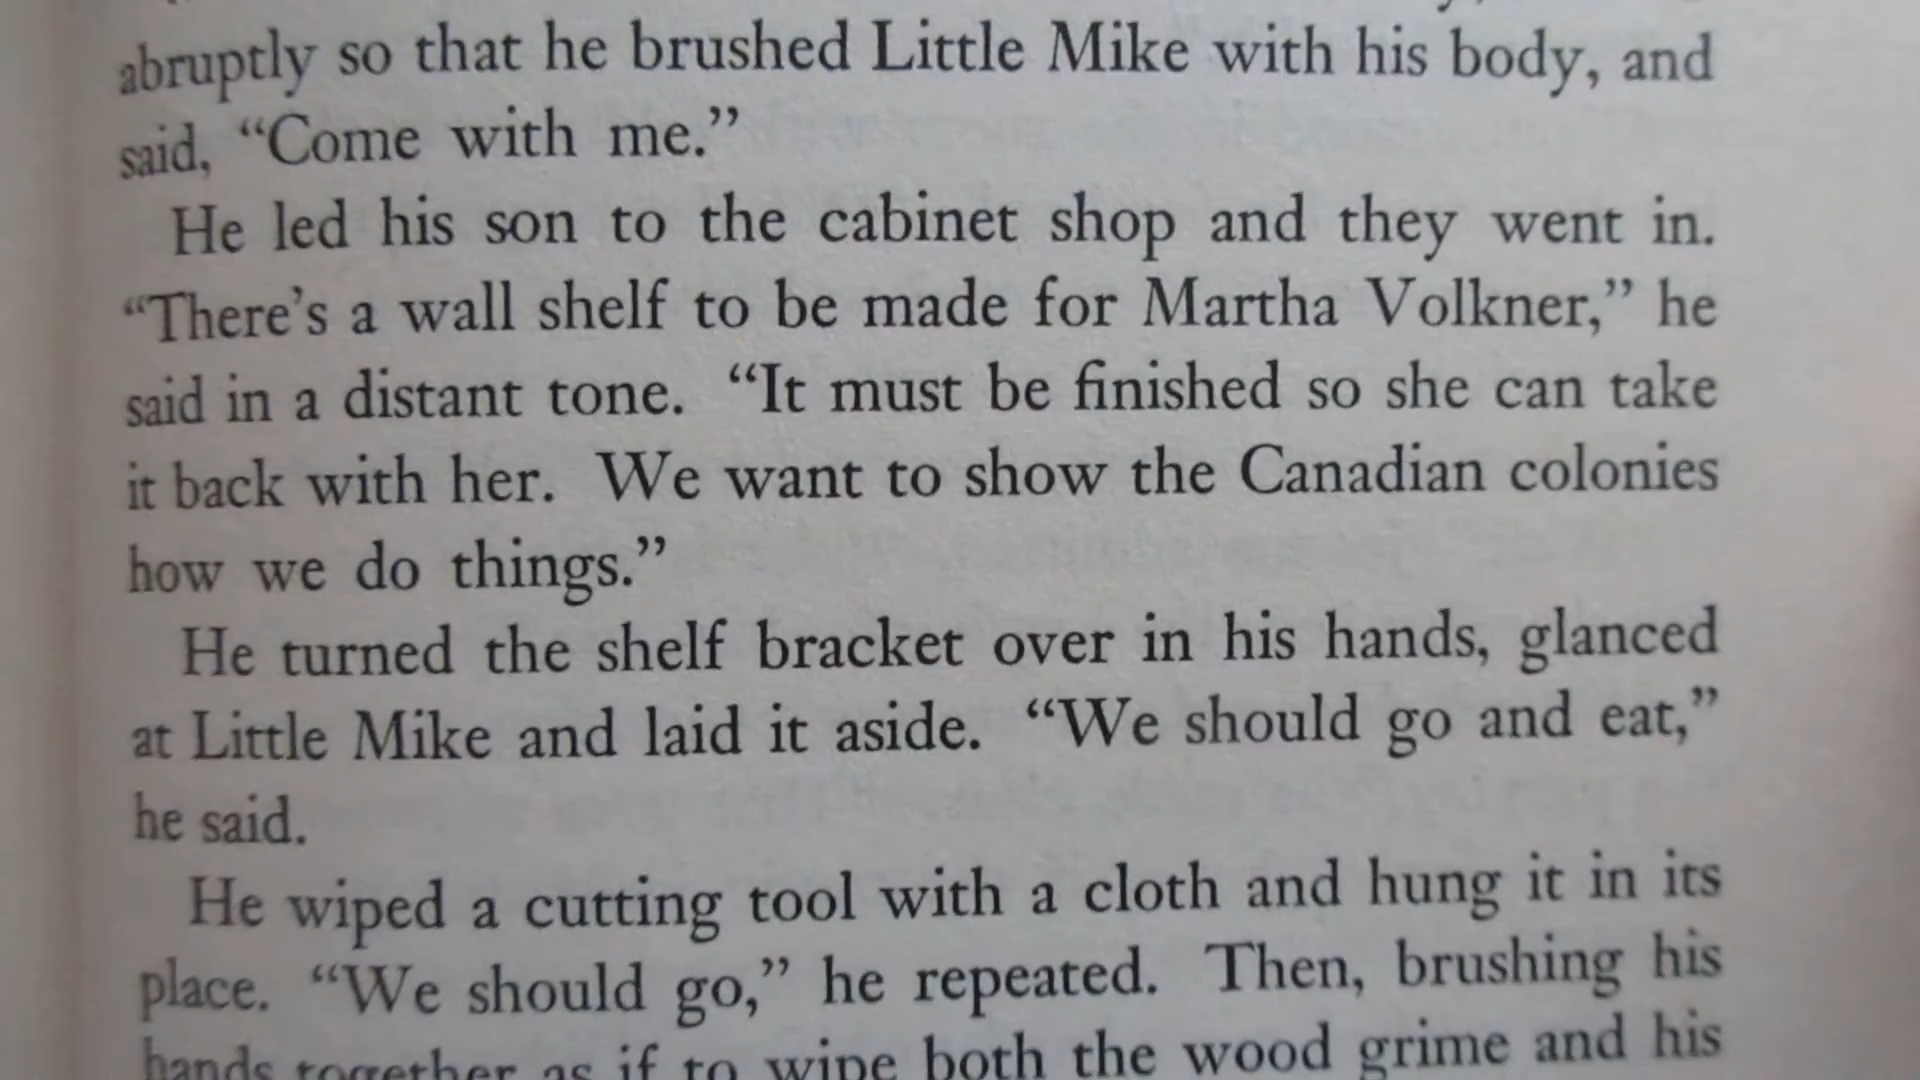 abruptly so that he brushed Little Mike with his body, and
said, “Come with me.”
He led his son to the cabinet shop and they went in.
“There’s a wall shelf to be made for Martha Volkner,” he
said in a distant tone. “It must be finished so she can take
it back with her. We want to show the Canadian colonies
how we do things.”
He turned the shelf bracket over in his hands, glanced
at Little Mike and laid it aside. “We should go and eat,”
he said.
He wiped a cutting tool with a cloth and hung it in its
place. “We should go,” he repeated. Then, brushing his
hands together as if to wipe both the wood grime and his